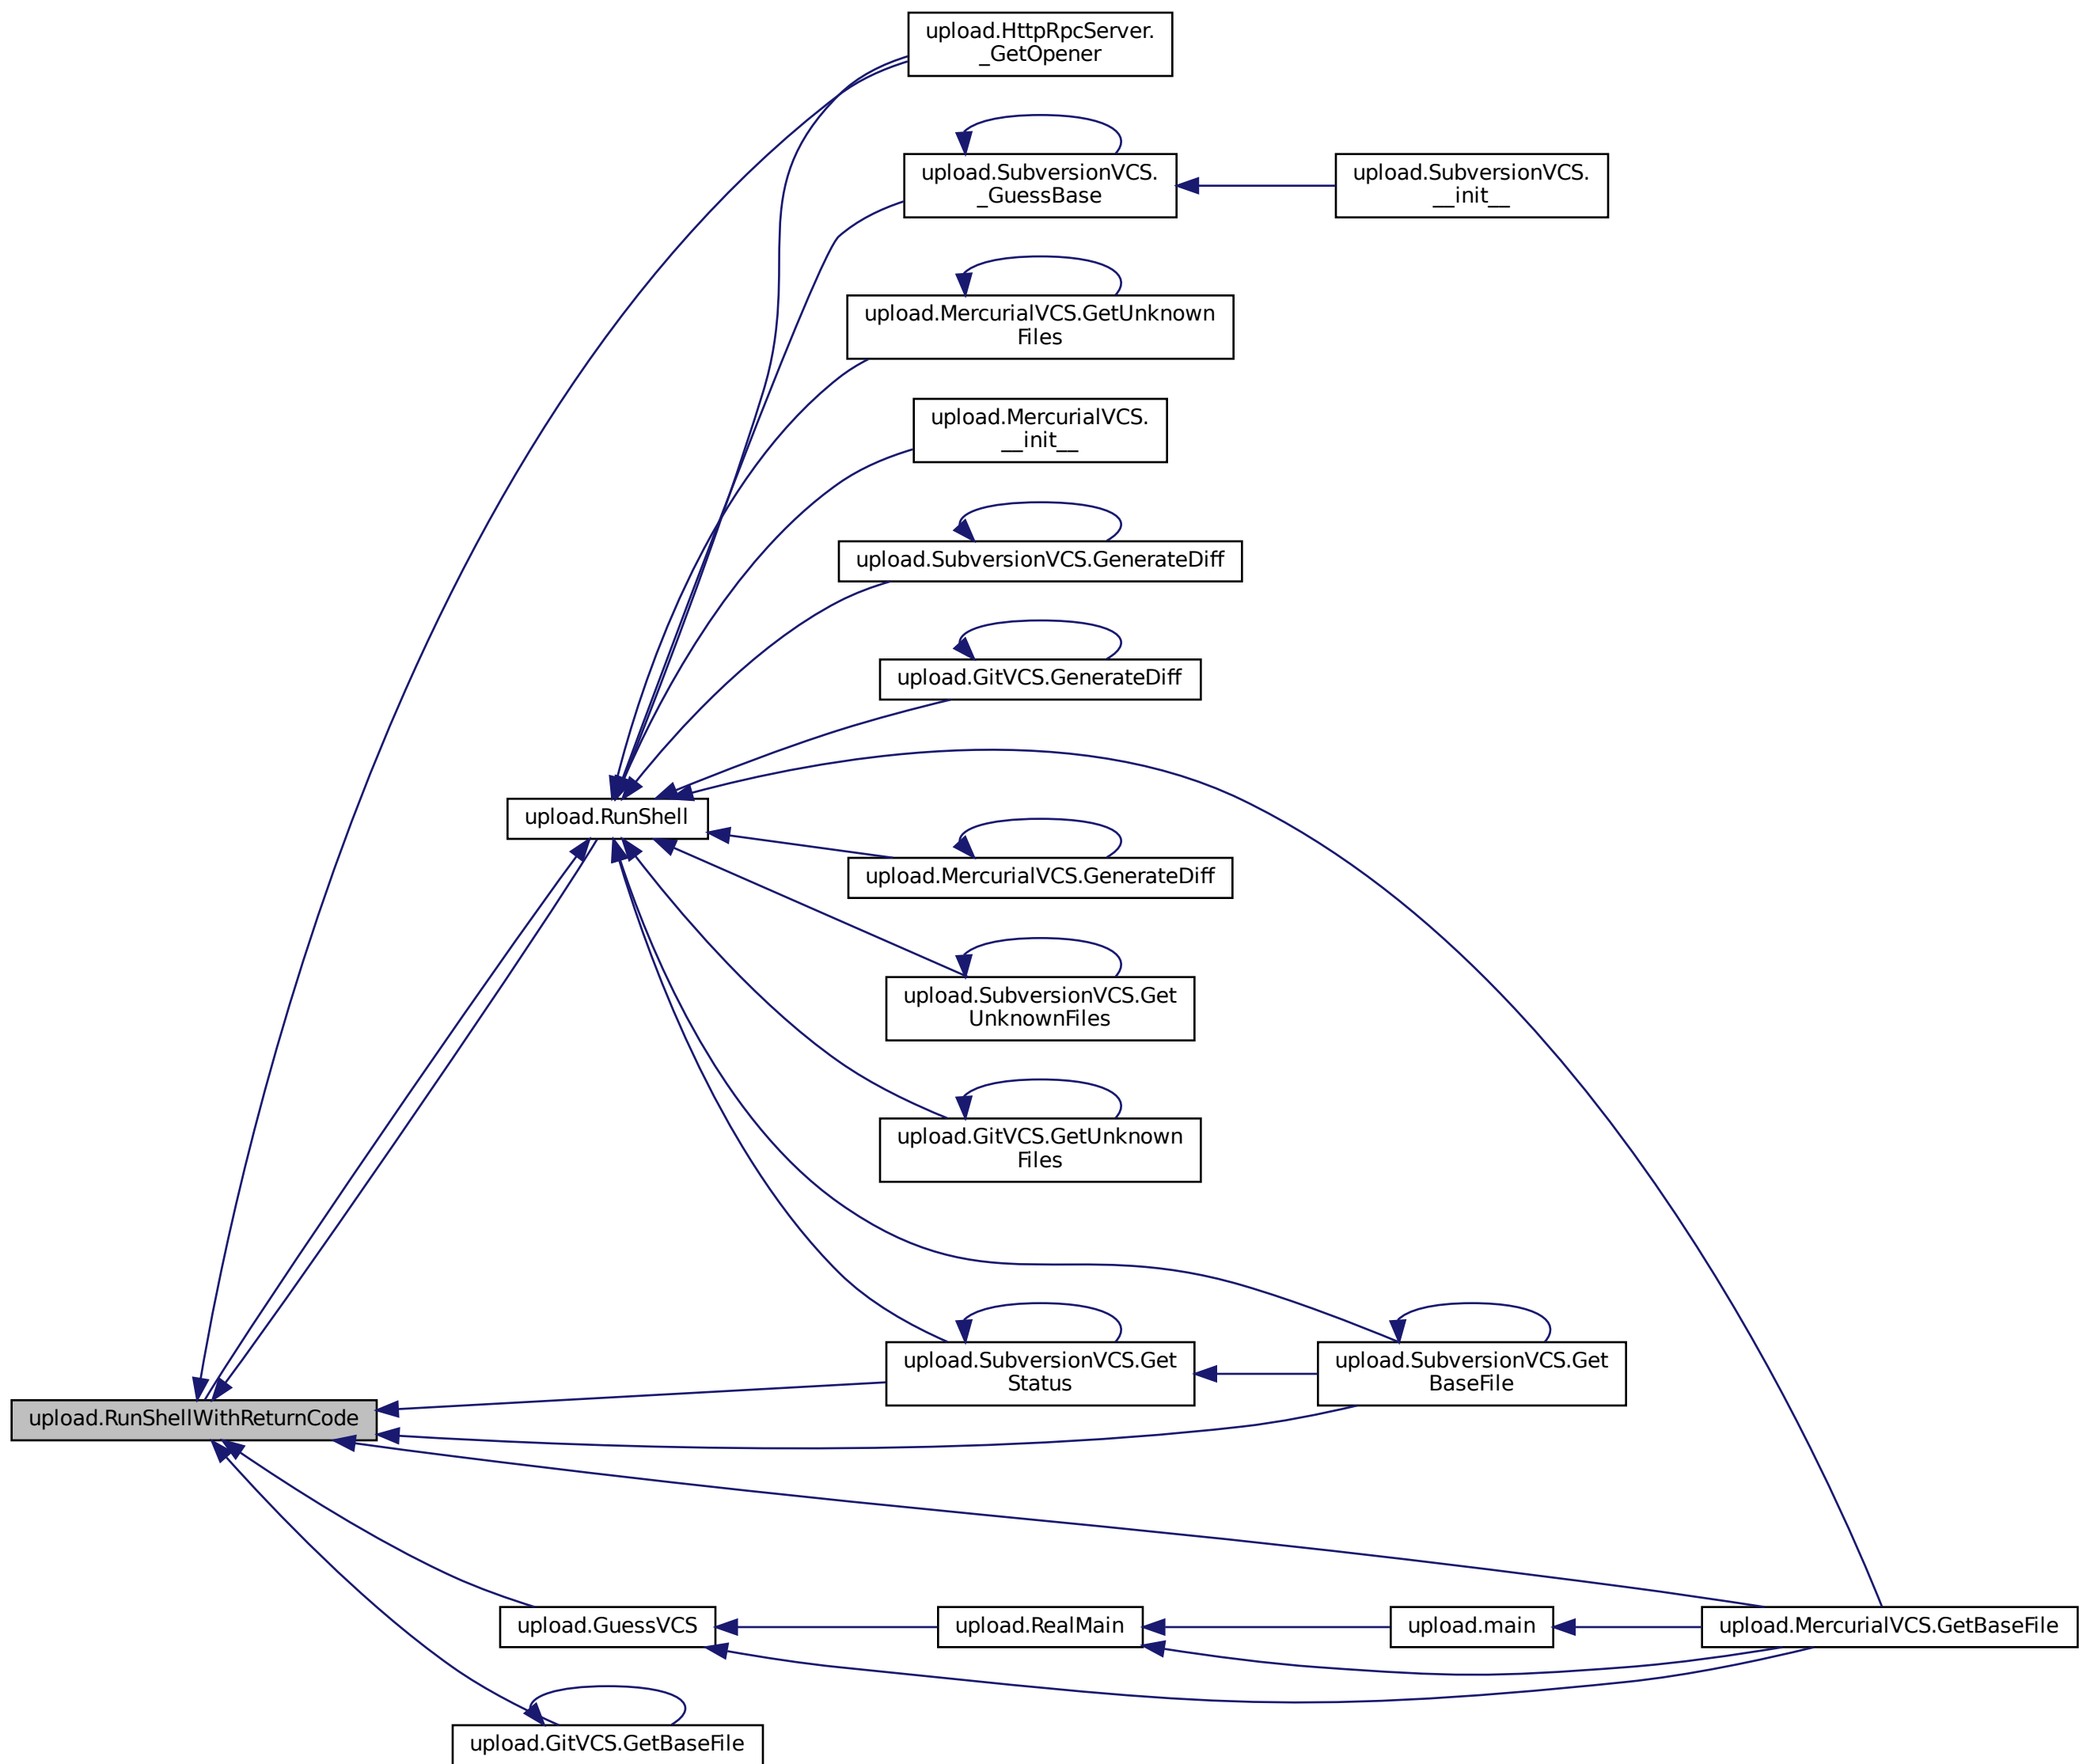 upload.HttpRpcServer.
_GetOpener
upload.SubversionVCS.
_GuessBase
upload.SubversionVCS.
__init__
upload.MercurialVCS.GetUnknown
Files
upload.MercurialVCS.
__init__
upload.SubversionVCS.GenerateDiff
upload.GitVCS.GenerateDiff
upload.RunShell
upload.MercurialVCS.GenerateDiff
upload.SubversionVCS.Get
UnknownFiles
upload.GitVCS.GetUnknown
Files
upload.SubversionVCS.Get
Status
upload.SubversionVCS.Get
BaseFile
upload.RunShellWithReturnCode
upload.GuessVCS
upload.RealMain
upload.main
upload.MercurialVCS.GetBaseFile
upload.GitVCS.GetBaseFile